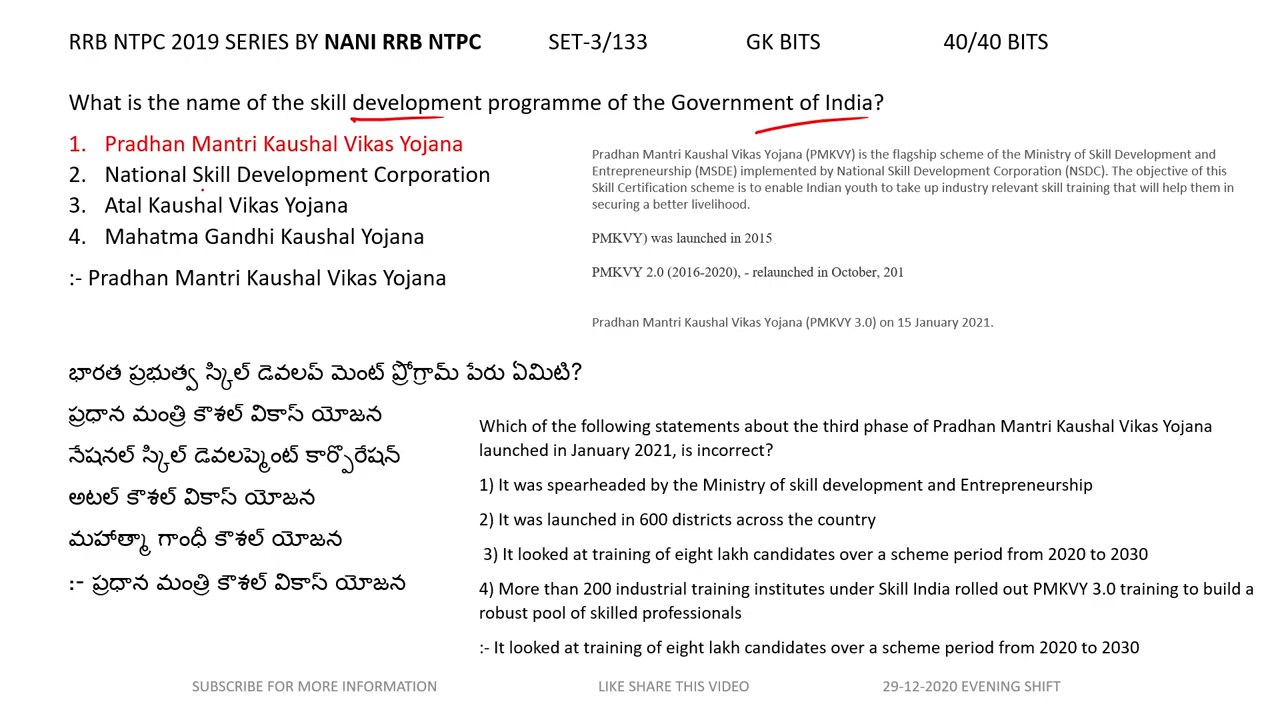 RRB NTPC 2019 SERIES BY NANI RRB NTPC SET-3/133 GK BITS 40/40 BITS
What is the name of the skill development programme of the Government of India?
1. Pradhan Mantri Kaushal Vikas Yojana
2. National Skill Development Corporation
3. Atal Kaushal Vikas Yojana
4. Mahatma Gandhi Kaushal Yojana
:- Pradhan Mantri Kaushal Vikas Yojana
Pradhan Mantri Kaushal Vikas Yojana (PMKVY) is the flagship scheme of the Ministry of Skill Development and
Entrepreneurship (MSDE) implemented by National Skill Development Corporation (NSDC). The objective of this
Skill Certification scheme is to enable Indian youth to take up industry relevant skill training that will help them in
securing a better livelihood.
PMKVY) was launched in 2015
PMKVY 2.0 (2016-2020), - relaunched in October, 201
Pradhan Mantri Kaushal Vikas Yojana (PMKVY 3.0) on 15 January 2021.
భారత ప్రభుత్వ స్కిల్ డెవలప్ మెంట్ ప్రోగ్రామ్ పేరు ఏమిటి?
ప్రధాన మంత్రి కౌశల్ వికాస్ యోజన
నేషనల్ స్కిల్ డెవలప్మెంట్ కార్పొరేషన్
అటల్ కౌశల్ వికాస్ యోజన
మహాత్మా గాంధీ కౌశల్ యోజన
:- ప్రధాన మంత్రి కౌశల్ వికాస్ యోజన
Which of the following statements about the third phase of Pradhan Mantri Kaushal Vikas Yojana
launched in January 2021, is incorrect?
1) It was spearheaded by the Ministry of skill development and Entrepreneurship
2) It was launched in 600 districts across the country
3) It looked at training of eight lakh candidates over a scheme period from 2020 to 2030
4) More than 200 industrial training institutes under Skill India rolled out PMKVY 3.0 training to build a
robust pool of skilled professionals
:- It looked at training of eight lakh candidates over a scheme period from 2020 to 2030
SUBSCRIBE FOR MORE INFORMATION LIKE SHARE THIS VIDEO 29-12-2020 EVENING SHIFT